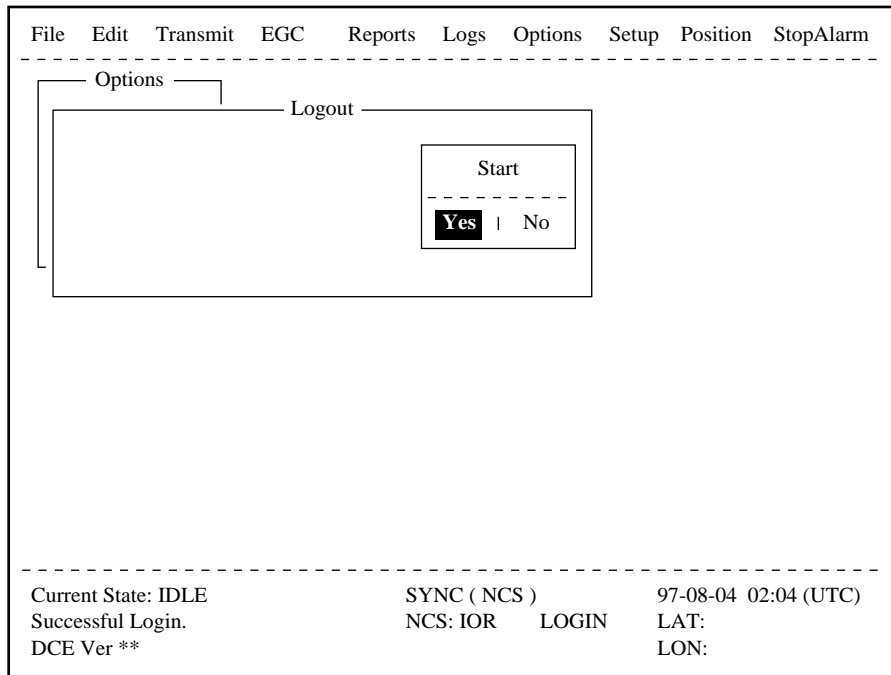 File Edit Transmit EGC Reports Logs Options Setup Position StopAlarm
Options
Logout
Start
Yes | No
Current State: IDLE SYNC ( NCS ) 97-08-04 02:04 (UTC)
Successful Login. NCS: IOR LOGIN LAT:
DCE Ver ** LON: